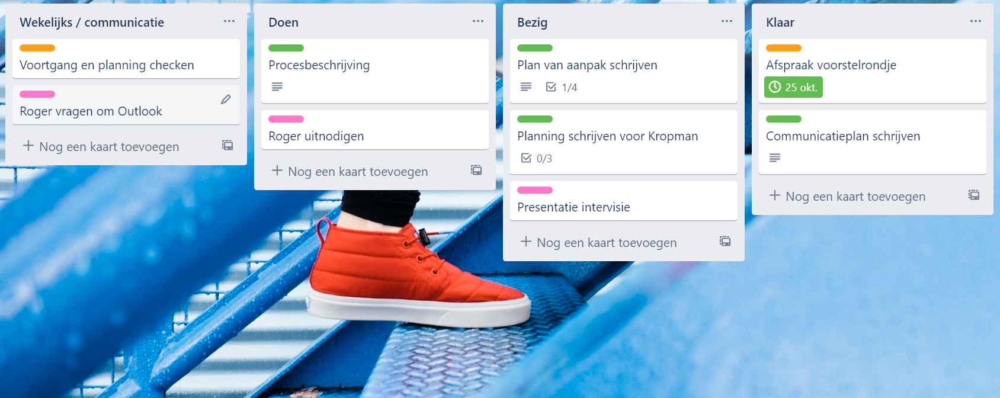 Wekelijks / communicatie
Voortgang en planning checken
Roger vragen om Outlook
Nog een kaart toevoegen
Doen
Procesbeschrijving
Roger uitnodigen
Nog een kaart toevoegen
Bezig
Plan van aanpak schrijven
1/4
Planning schrijven voor Kropman
0/3
Presentatie intervisie
Nog een kaart toevoegen
Klaar
Afspraak voorstelrondje
25 okt.
Communicatieplan schrijven
Nog een kaart toevoegen